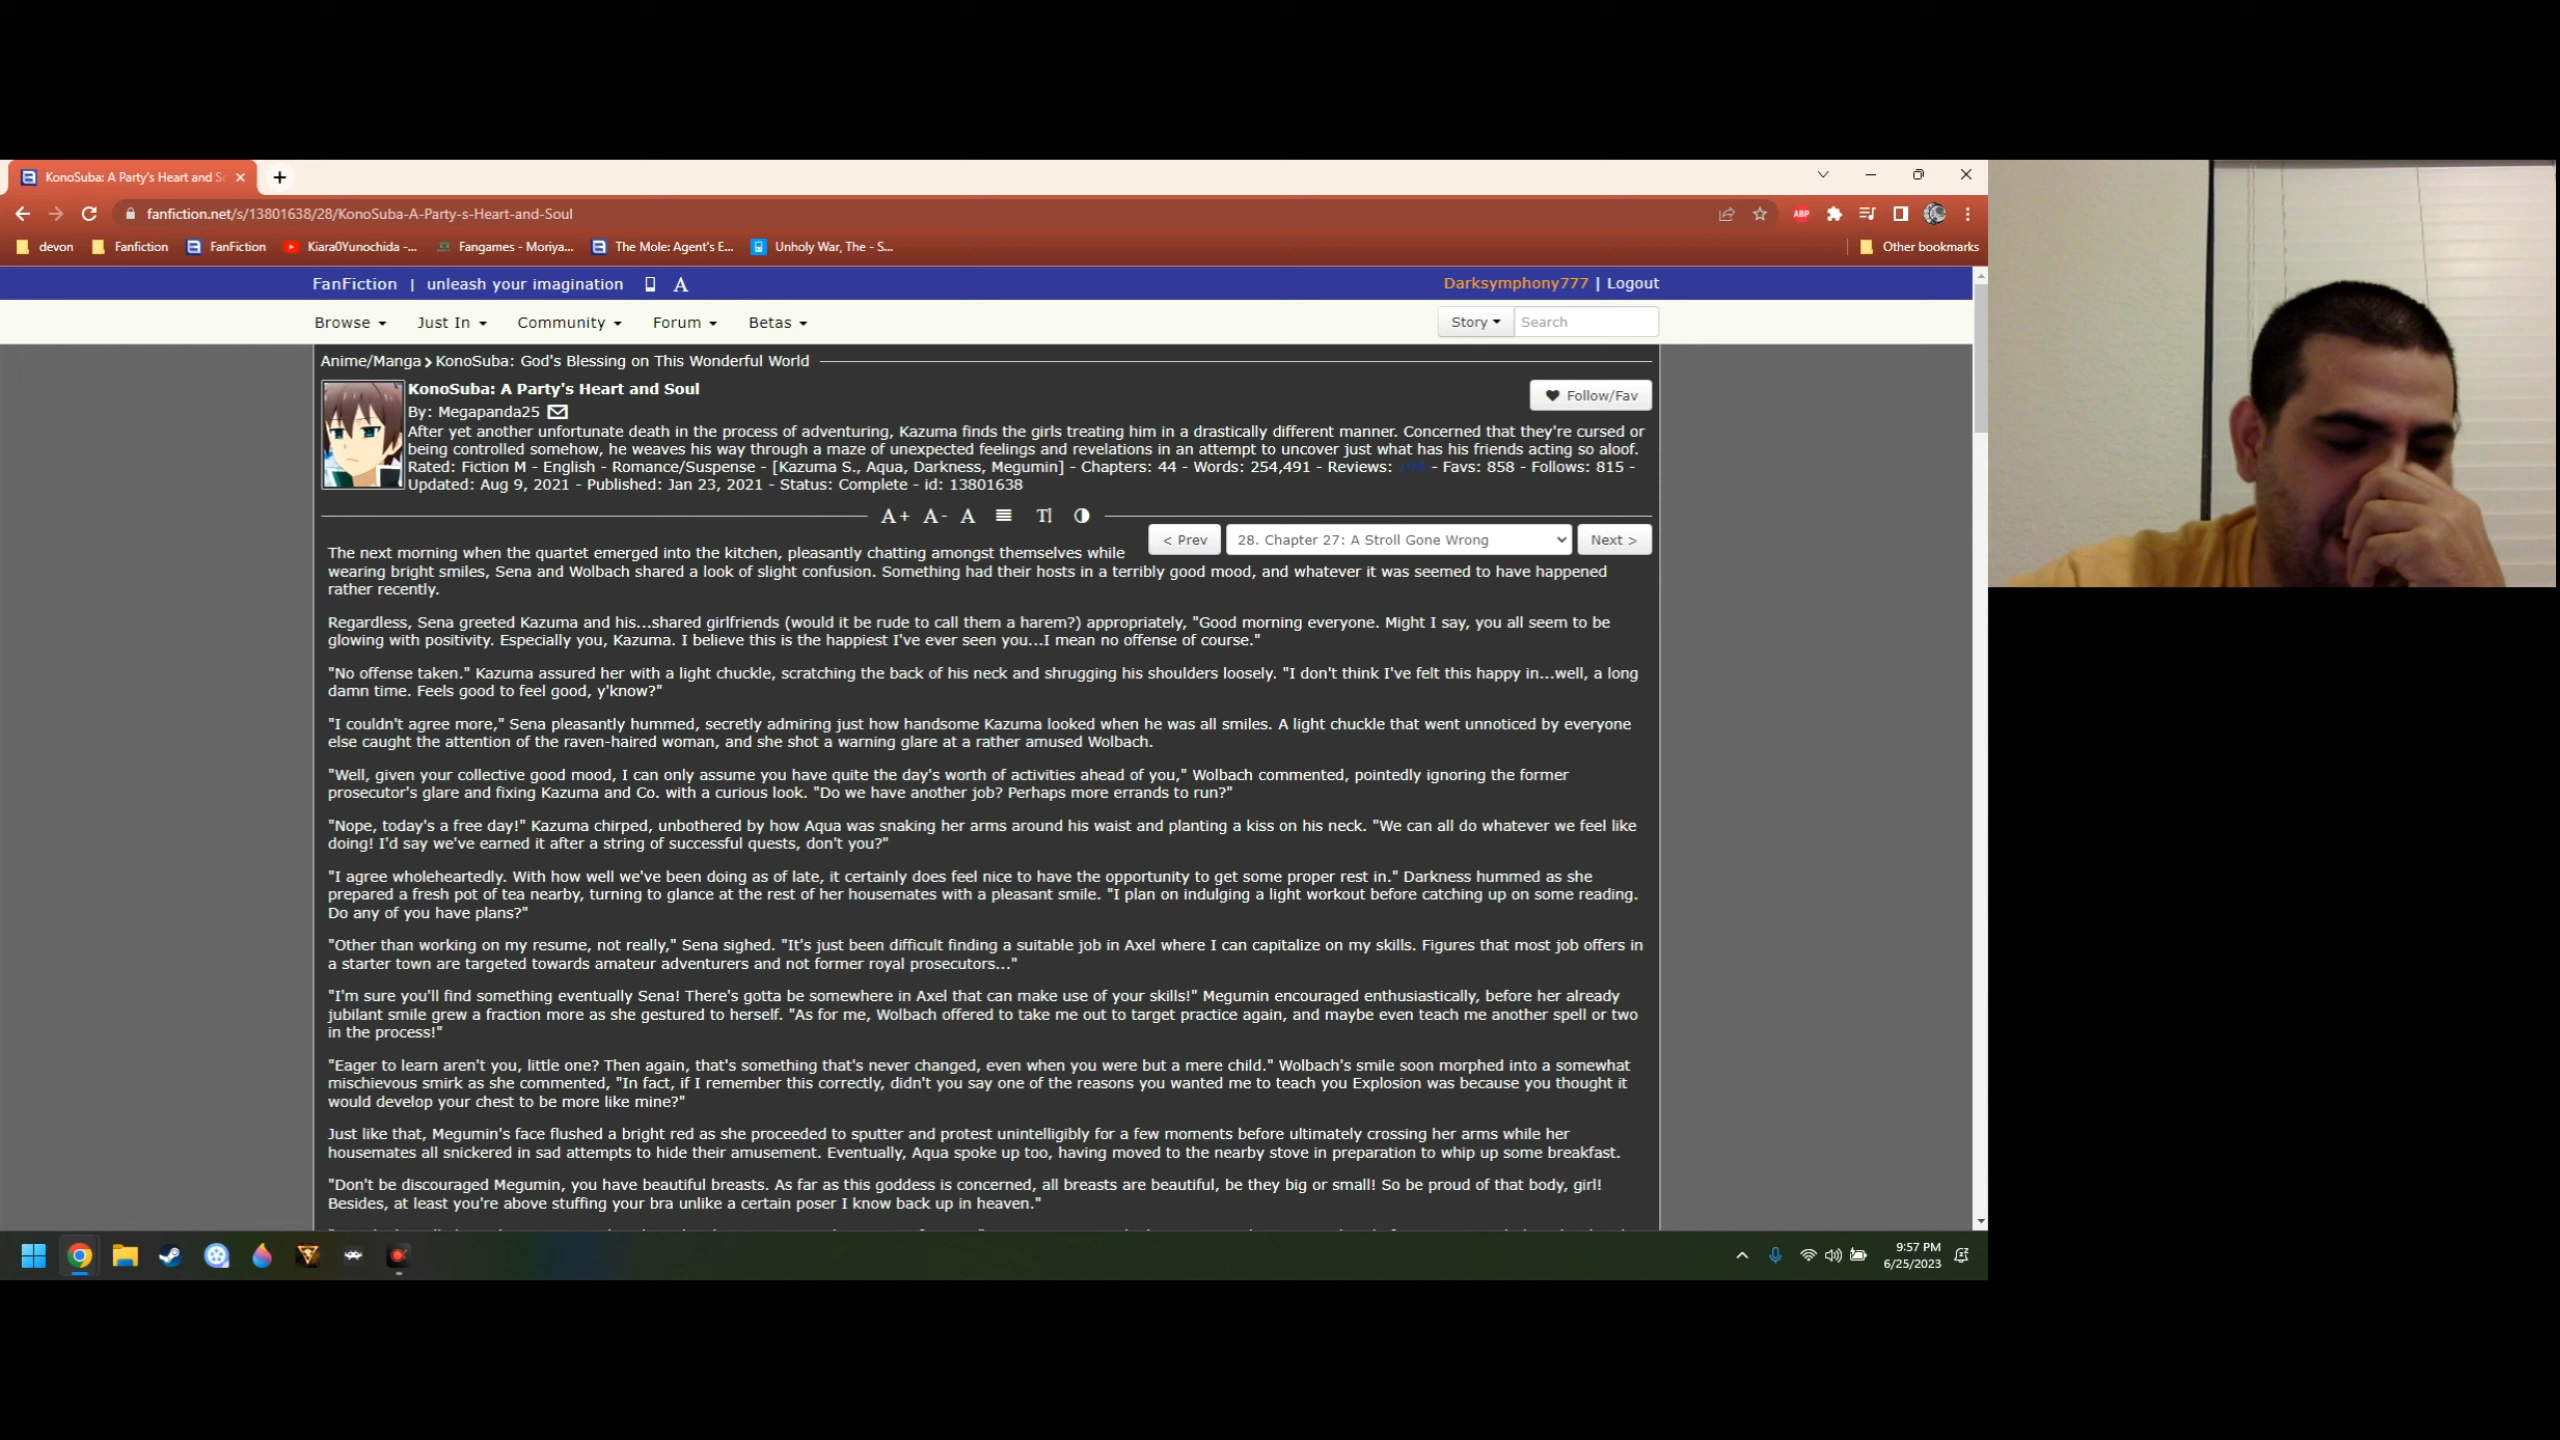 KonoSuba: A Party's Heart and S
fanfiction.net/s/13801638/28/KonoSuba-A-Party-s-Heart-and-Soul
ABP
devon Fanfiction FanFiction Kiara0Yunochida -... Fangames - Moriya... The Mole: Agent's E... Unholy War, The - S... Other bookmarks
FanFiction | unleash your imagination A Darksymphony777 | Logout
Browse Just In Community Forum Betas Story Search
Anime/Manga > KonoSuba: God's Blessing on This Wonderful World
KonoSuba: A Party's Heart and Soul
Follow/Fav
By: Megapanda25
After yet another unfortunate death in the process of adventuring, Kazuma finds the girls treating him in a drastically different manner. Concerned that they're cursed or
being controlled somehow, he weaves his way through a maze of unexpected feelings and revelations in an attempt to uncover just what has his friends acting so aloof.
Rated: Fiction M - English - Romance/Suspense - [Kazuma S., Aqua, Darkness, Megumin] - Chapters: 44 - Words: 254,491 - Reviews: - Favs: 858 - Follows: 815 -
Updated: Aug 9, 2021 - Published: Jan 23, 2021 - Status: Complete - id: 13801638
A+ A- A
< Prev 28. Chapter 27: A Stroll Gone Wrong Next >
The next morning when the quartet emerged into the kitchen, pleasantly chatting amongst themselves while
wearing bright smiles, Sena and Wolbach shared a look of slight confusion. Something had their hosts in a terribly good mood, and whatever it was seemed to have happened
rather recently.
Regardless, Sena greeted Kazuma and his...shared girlfriends (would it be rude to call them a harem?) appropriately, "Good morning everyone. Might I say, you all seem to be
glowing with positivity. Especially you, Kazuma. I believe this is the happiest I've ever seen you...I mean no offense of course."
"No offense taken." Kazuma assured her with a light chuckle, scratching the back of his neck and shrugging his shoulders loosely. "I don't think I've felt this happy in...well, a long
damn time. Feels good to feel good, y'know?"
"I couldn't agree more," Sena pleasantly hummed, secretly admiring just how handsome Kazuma looked when he was all smiles. A light chuckle that went unnoticed by everyone
else caught the attention of the raven-haired woman, and she shot a warning glare at a rather amused Wolbach.
"Well, given your collective good mood, I can only assume you have quite the day's worth of activities ahead of you," Wolbach commented, pointedly ignoring the former
prosecutor's glare and fixing Kazuma and Co. with a curious look. "Do we have another job? Perhaps more errands to run?"
"Nope, today's a free day!" Kazuma chirped, unbothered by how Aqua was snaking her arms around his waist and planting a kiss on his neck. "We can all do whatever we feel like
doing! I'd say we've earned it after a string of successful quests, don't you?"
"I agree wholeheartedly. With how well we've been doing as of late, it certainly does feel nice to have the opportunity to get some proper rest in." Darkness hummed as she
prepared a fresh pot of tea nearby, turning to glance at the rest of her housemates with a pleasant smile. "I plan on indulging a light workout before catching up on some reading.
Do any of you have plans?"
"Other than working on my resume, not really," Sena sighed. "It's just been difficult finding a suitable job in Axel where I can capitalize on my skills. Figures that most job offers in
a starter town are targeted towards amateur adventurers and not former royal prosecutors..."
"I'm sure you'll find something eventually Sena! There's gotta be somewhere in Axel that can make use of your skills!" Megumin encouraged enthusiastically, before her already
jubilant smile grew a fraction more as she gestured to herself. "As for me, Wolbach offered to take me out to target practice again, and maybe even teach me another spell or two
in the process!"
"Eager to learn aren't you, little one? Then again, that's something that's never changed, even when you were but a mere child." Wolbach's smile soon morphed into a somewhat
mischievous smirk as she commented, "In fact, if I remember this correctly, didn't you say one of the reasons you wanted me to teach you Explosion was because you thought it
would develop your chest to be more like mine?"
Just like that, Megumin's face flushed a bright red as she proceeded to sputter and protest unintelligibly for a few moments before ultimately crossing her arms while her
housemates all snickered in sad attempts to hide their amusement. Eventually, Aqua spoke up too, having moved to the nearby stove in preparation to whip up some breakfast.
"Don't be discouraged Megumin, you have beautiful breasts. As far as this goddess is concerned, all breasts are beautiful, be they big or small! So be proud of that body, girl!
Besides, at least you're above stuffing your bra unlike a certain poser I know back up in heaven."
9:57 PM
6/25/2023